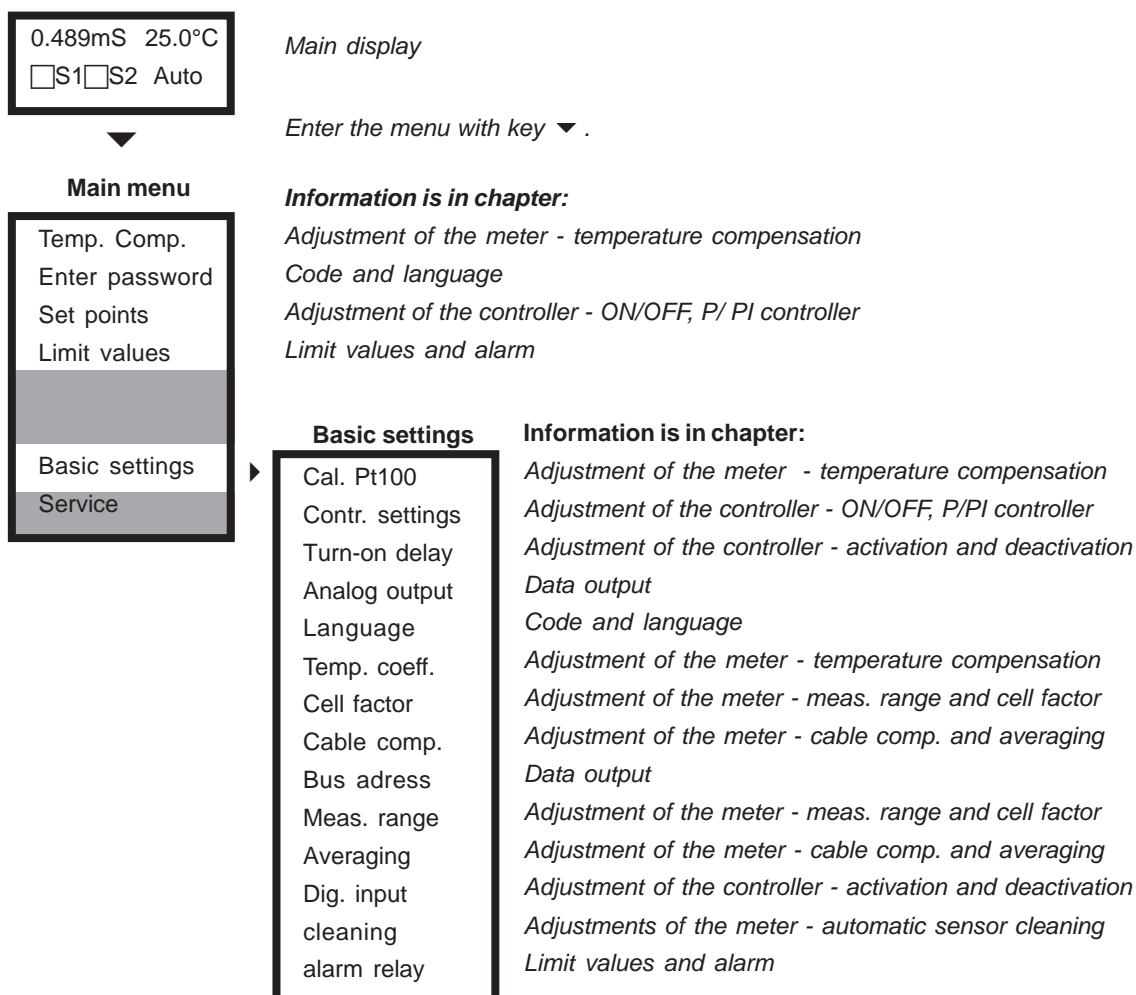 0.489mS 25.0°C
Main display
☐S1☐S2 Auto
Enter the menu with key ▼ .
Main menu
Information is in chapter:
Temp. Comp.
Adjustment of the meter - temperature compensation
Enter password
Code and language
Set points
Adjustment of the controller - ON/OFF, P/ PI controller
Limit values
Limit values and alarm
Basic settings
Information is in chapter:
Basic settings
Cal. Pt100
Adjustment of the meter - temperature compensation
Service
Contr. settings
Adjustment of the controller - ON/OFF, P/PI controller
Turn-on delay
Adjustment of the controller - activation and deactivation
Analog output
Data output
Language
Code and language
Temp. coeff.
Adjustment of the meter - temperature compensation
Cell factor
Adjustment of the meter - meas. range and cell factor
Cable comp.
Adjustment of the meter - cable comp. and averaging
Bus adress
Data output
Meas. range
Adjustment of the meter - meas. range and cell factor
Averaging
Adjustment of the meter - cable comp. and averaging
Dig. input
Adjustment of the controller - activation and deactivation
cleaning
Adjustments of the meter - automatic sensor cleaning
alarm relay
Limit values and alarm